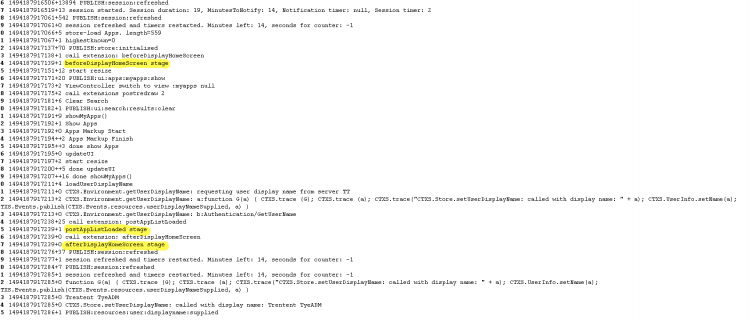 6 1494187916506+13894 PUBLISH:session:refreshed
7 1494187916519+13 session started. Session duration: 19, MinutesToNotify: 14, Notification timer: null, Session timer: 2
8 1494187917061+542 PUBLISH:session:refreshed
9 1494187917061+0 session refreshed and timers restarted. Minutes left: 14, seconds for counter: -1
0 1494187917066+5 store-load Apps. length=559
1 1494187917067+1 highestknown=0
2 1494187917137+70 PUBLISH:store:initialised
3 1494187917138+1 call extension: beforeDisplayHomeScreen
4 1494187917139+1 beforeDisplayHomeScreen stage
5 1494187917151+12 start resize
6 1494187917171+20 PUBLISH:ui:apps:myapps:show
7 1494187917173+2 ViewController switch to view :myapps null
8 1494187917175+2 call extensions postredraw 2
9 1494187917181+6 Clear Search
0 1494187917182+1 PUBLISH:ui:search:results:clear
1 1494187917191+9 showMyApps()
2 1494187917192+1 Show Apps
3 1494187917192+0 Apps Markup Start
4 1494187917194++2 Apps Markup Finish
5 1494187917195++3 done show Apps
6 1494187917195+0 updateUI
7 1494187917197+2 start resize
8 1494187917200++5 done updateUI
9 1494187917207++16 done showMyApps()
0 1494187917211+4 loadUserDisplayName
1 1494187917211+0 CTXS.Environment.getUserDisplayName: requesting user display name from server TT
2 1494187917213+2 CTXS.Environment.getUserDisplayName: a:function G(a) { CTXS.trace (G); CTXS.trace (a); CTXS.trace("CTXS.Store.setUserDisplayName: called with display name: " + a); CTXS.UserInfo.setName(a);
TXS.Events.publish(CTXS.Events.resources.userDisplayNameSupplied, a) }
3 1494187917213+0 CTXS.Environment.getUserDisplayName: b:Authentication/GetUserName
4 1494187917238+25 call extension: postAppListLoaded
5 1494187917239+1 postAppListLoaded stage
6 1494187917239+0 call extension: afterDisplayHomeScreen
7 1494187917239+0 afterDisplayHomeScreen stage
8 1494187917276+37 PUBLISH:session:refreshed
9 1494187917277+1 session refreshed and timers restarted. Minutes left: 14, seconds for counter: -1
0 1494187917284+7 PUBLISH:session:refreshed
1 1494187917285+1 session refreshed and timers restarted. Minutes left: 14, seconds for counter: -1
2 1494187917285+0 function G(a) { CTXS.trace (G); CTXS.trace (a); CTXS.trace("CTXS.Store.setUserDisplayName: called with display name: " + a); CTXS.UserInfo.setName(a);
TXS.Events.publish(CTXS.Events.resources.userDisplayNameSupplied, a) }
3 1494187917285+0 Trentent TyeADM
4 1494187917285+0 CTXS.Store.setUserDisplayName: called with display name: Trentent TyeADM
5 1494187917286+1 PUBLISH:resources:user:displayname:supplied